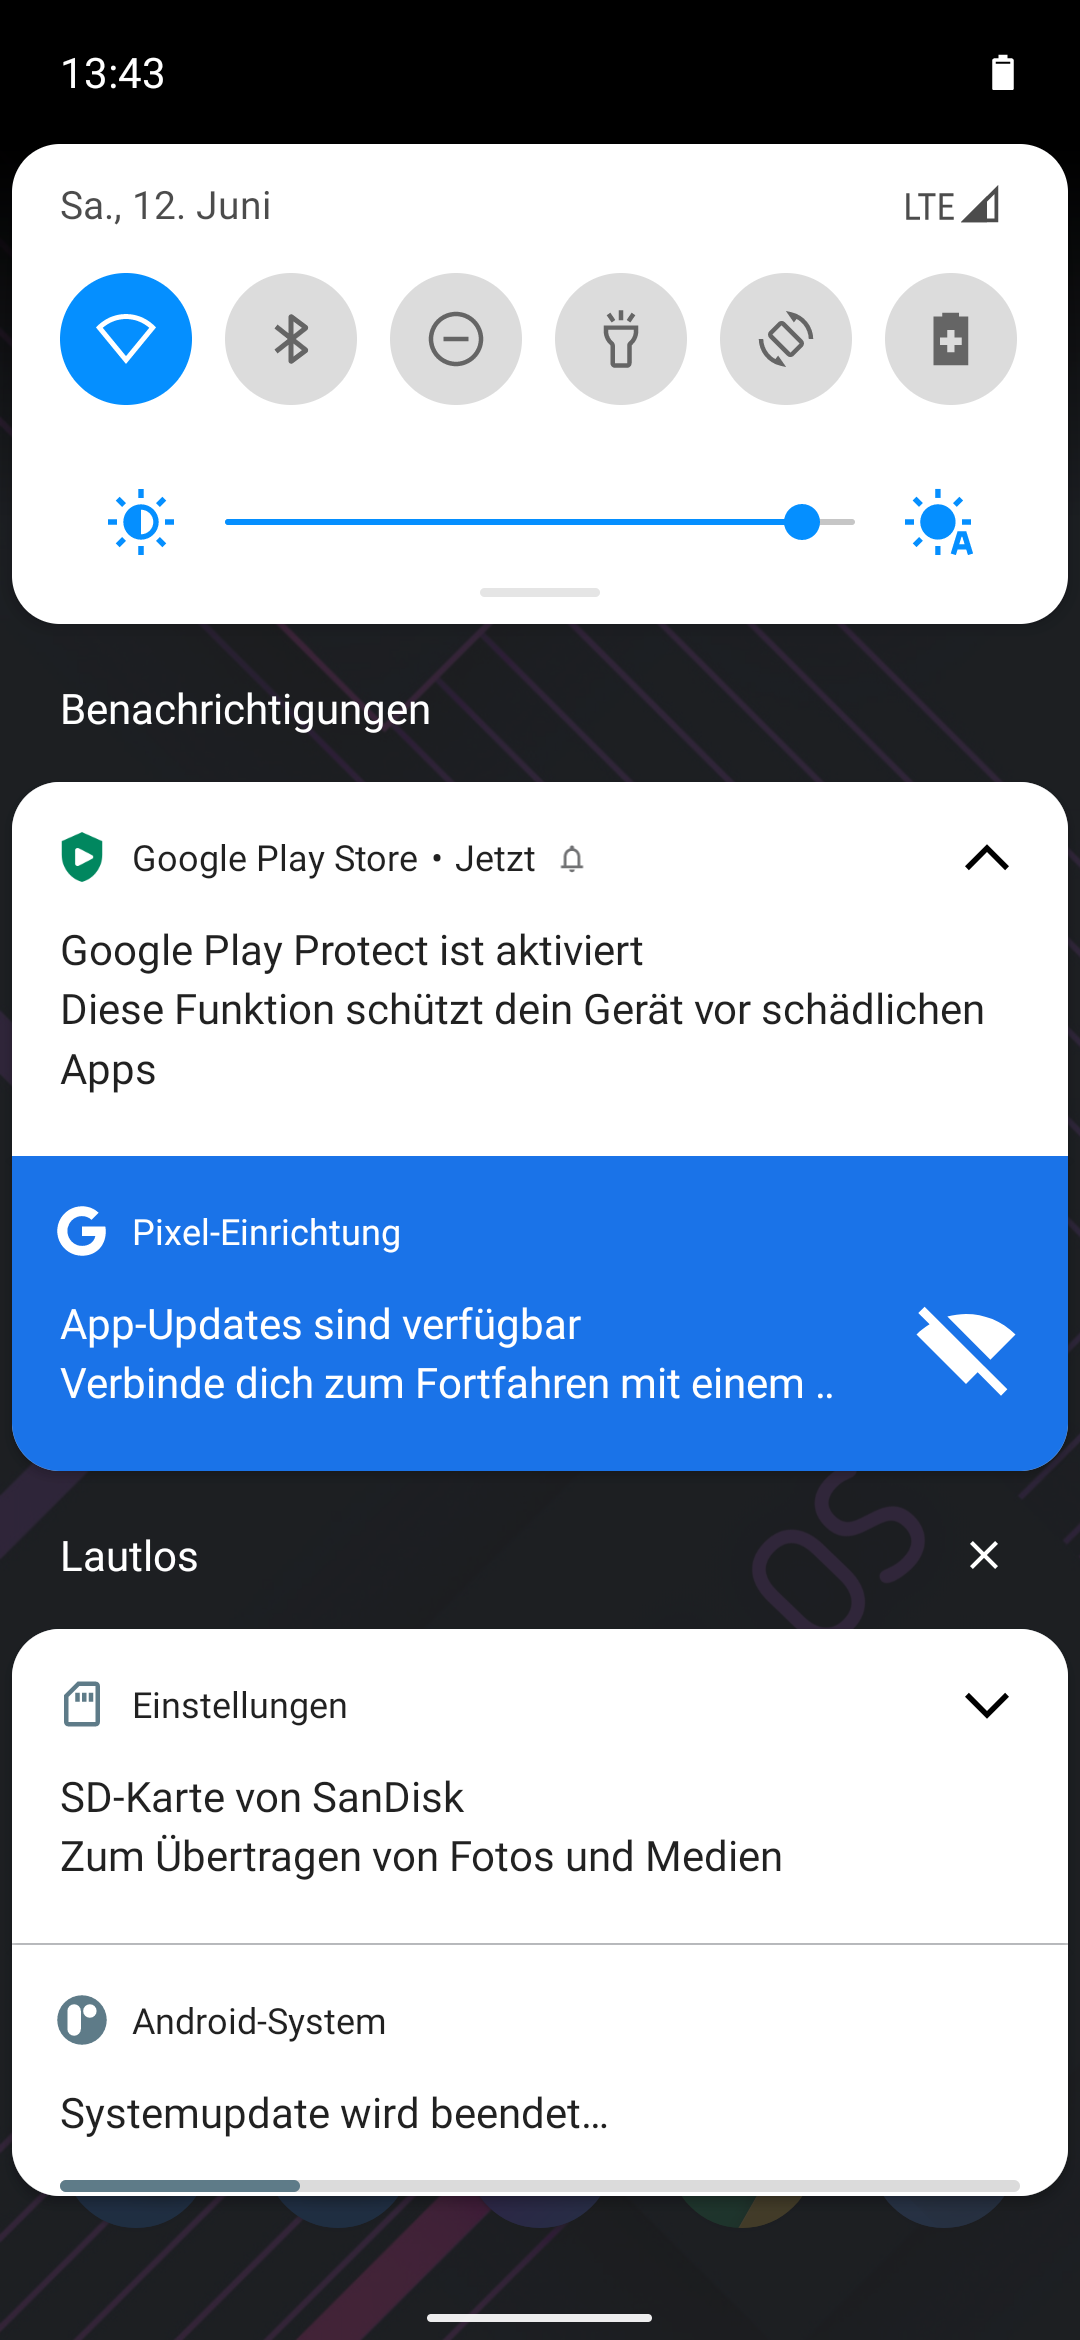 13:43
Sa., 12. Juni
LTE
A
Benachrichtigungen
Google Play Store • Jetzt
Google Play Protect ist aktiviert
Diese Funktion schützt dein Gerät vor schädlichen
Apps
G Pixel-Einrichtung
App-Updates sind verfügbar
Verbinde dich zum Fortfahren mit einem ..
OS
Lautlos
Einstellungen
SD-Karte von SanDisk
Zum Übertragen von Fotos und Medien
Android-System
Systemupdate wird beendet…